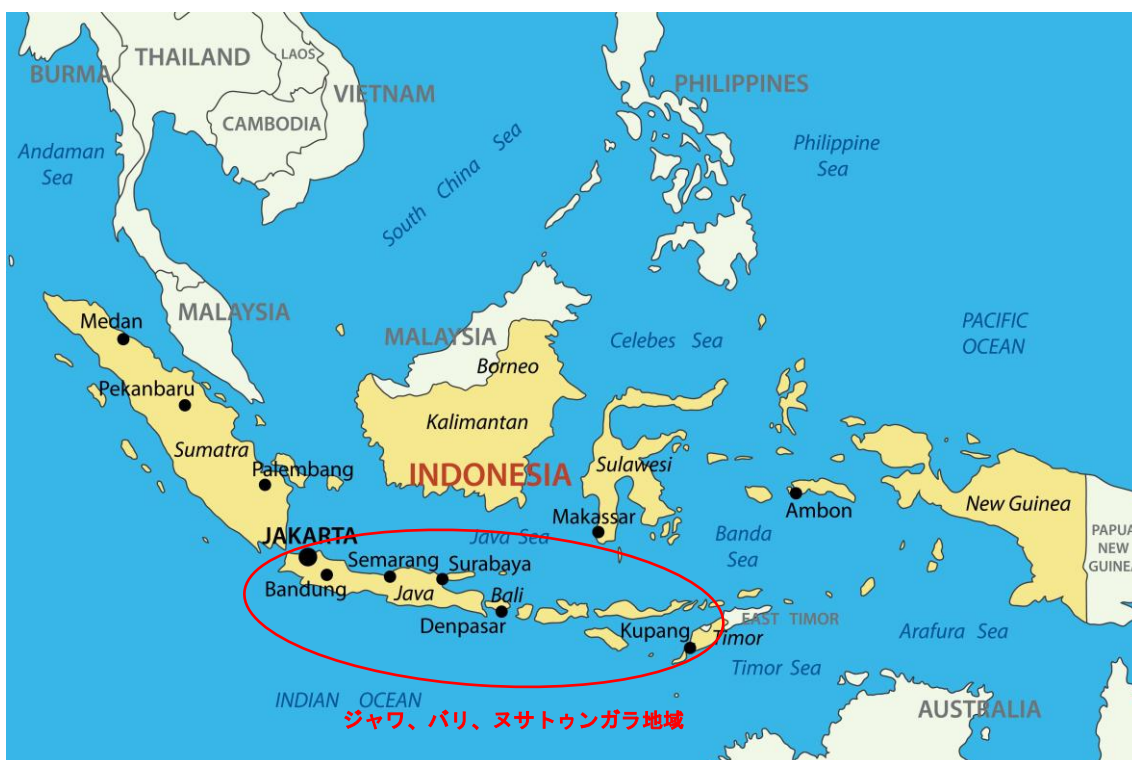 THAILAND
LAOS
PHILIPPINES
BURMA
VIETNAM
CAMBODIA
Andaman
Sea
South China Sea
Philippine
Sea
MALAYSIA
Medan
MALAYSIA
Celebes Sea
PACIFIC
OCEAN
Borneo
Pekanbaru
Kalimantan
Sumatra
Palembang
INDONESIA
Sulawesi
New Guinea
Ambon
Makassar
JAKARTA
Java Sea
Banda
Sea
PAPUA
NEW
GUINEA
Semarang
Surabaya
Bandung
Java
Bali
Denpasar
Kupang
EAST TIMOR
Timor
Arafura Sea
Timor Sea
INDIAN OCEAN
AUSTRALIA
ジャワ、バリ、ヌサトゥンガラ地域